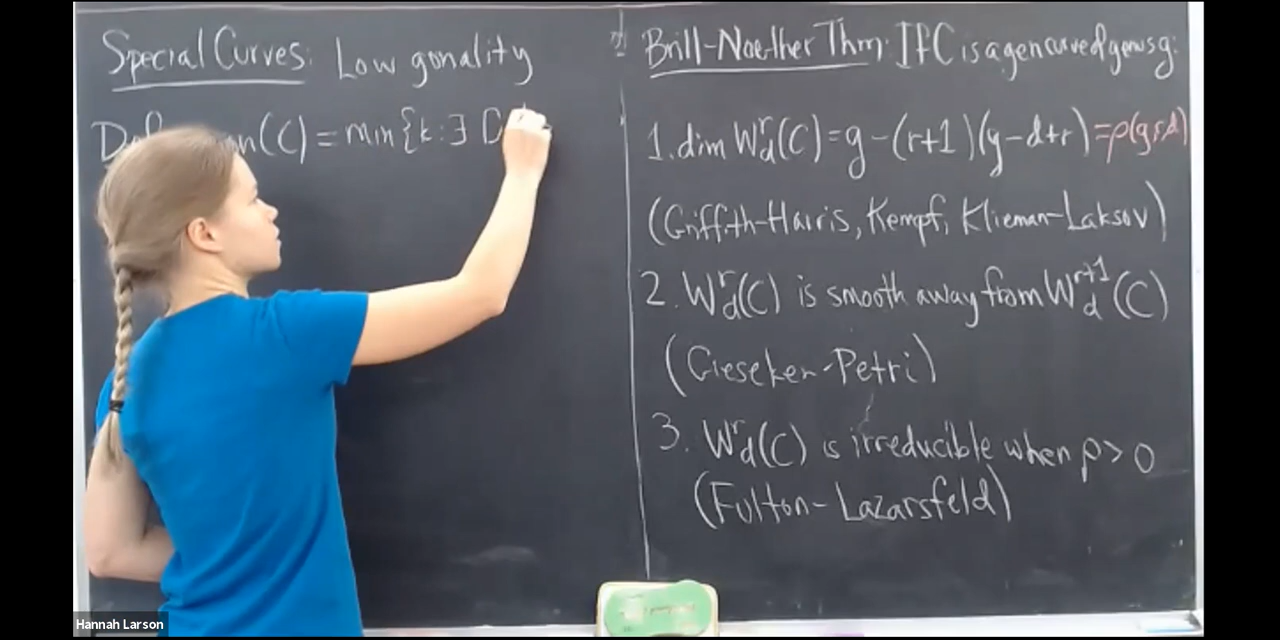 Special Curves: Low gonality
(C) = min{k: ∃ D
Brill-Noether Thm: If C is a gen curve of genus g:
1. dim W^r_d(C) = g - (r+1)(g-d+r) = ρ(g,r,d)
(Griffith-Harris, Kempf, Klieman-Laksov)
2. W^r_d(C) is smooth away from W^{r+1}_d(C)
(Gieseker-Petri)
3. W^r_d(C) is irreducible when ρ > 0
(Fulton-Lazarsfeld)
Hannah Larson